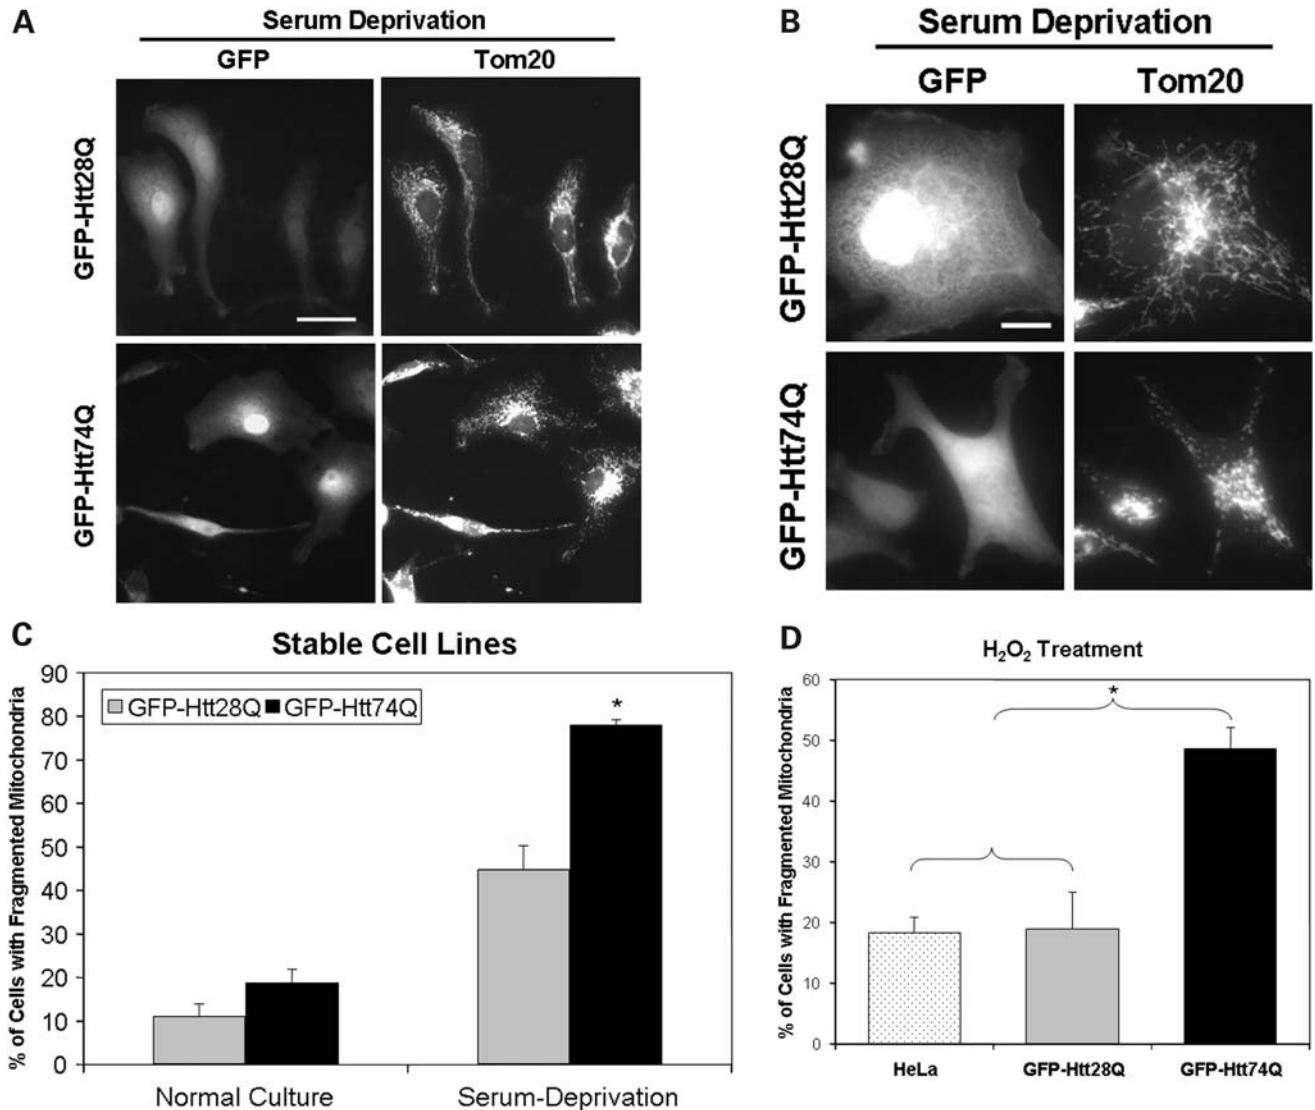 A
Serum Deprivation
GFP
Tom20
GFP-Htt28Q
GFP-Htt74Q
B
Serum Deprivation
GFP
Tom20
GFP-Htt28Q
GFP-Htt74Q
C
Stable Cell Lines
% of Cells with Fragmented Mitochondria
90
80
70
60
50
40
30
20
10
0
GFP-Htt28Q
GFP-Htt74Q
*
Normal Culture
Serum-Deprivation
D
H₂O₂ Treatment
% of Cells with Fragmented Mitochondria
60
50
40
30
20
10
0
*
HeLa
GFP-Htt28Q
GFP-Htt74Q